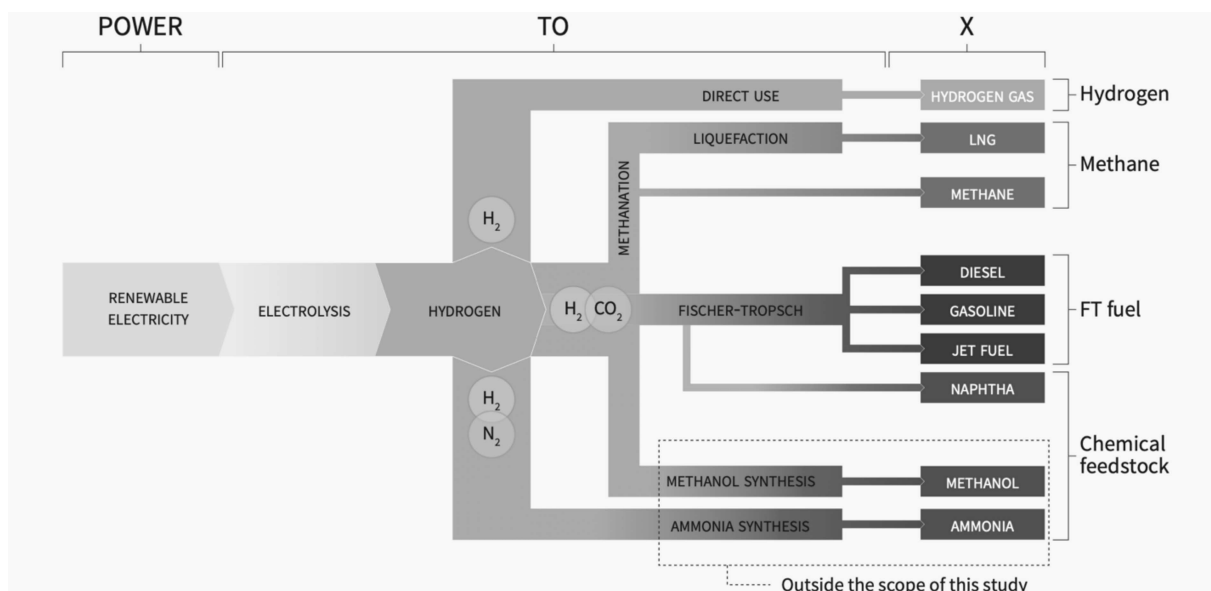 POWER
TO
X
DIRECT USE
HYDROGEN GAS
Hydrogen
LIQUEFACTION
LNG
Methane
METHANATION
METHANE
H₂
RENEWABLE
ELECTRICITY
ELECTROLYSIS
HYDROGEN
H₂
CO₂
FISCHER-TROPSCH
DIESEL
GASOLINE
FT fuel
JET FUEL
NAPHTHA
H₂
N₂
Chemical
feedstock
METHANOL SYNTHESIS
METHANOL
AMMONIA SYNTHESIS
AMMONIA
Outside the scope of this study